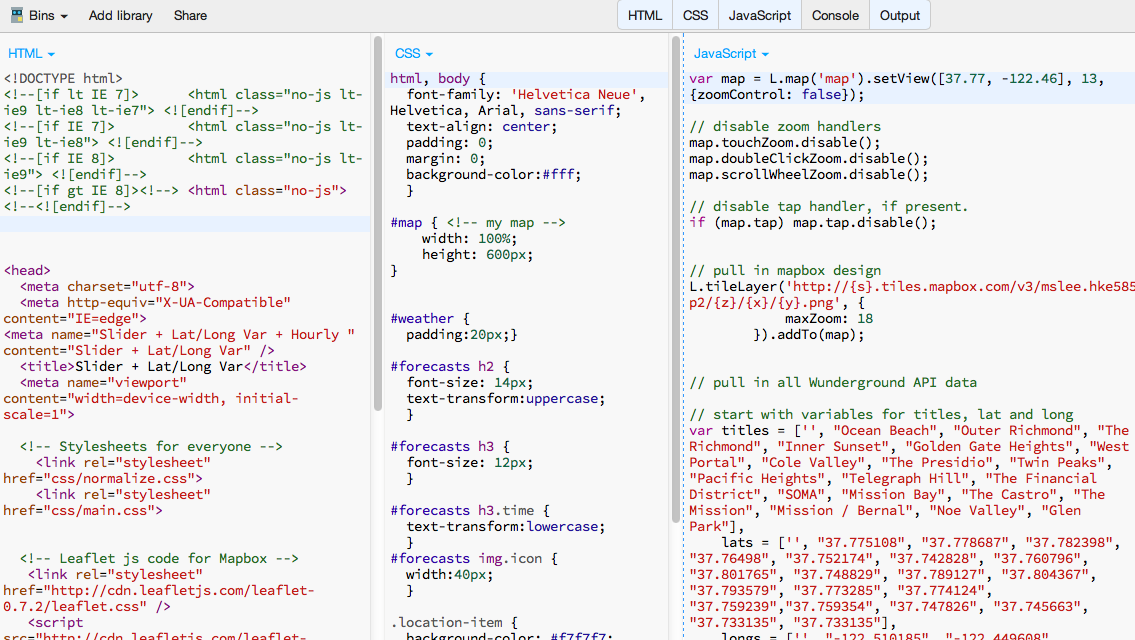 Bins
Add library
Share
HTML
CSS
JavaScript
Console
Output
HTML
<!DOCTYPE html>
<!--[if lt IE 7]>      <html class="no-js lt-
ie9 lt-ie8 lt-ie7"> <![endif]-->
<!--[if IE 7]>         <html class="no-js lt-
ie9 lt-ie8"> <![endif]-->
<!--[if IE 8]>         <html class="no-js lt-
ie9"> <![endif]-->
<!--[if gt IE 8]><!--> <html class="no-js">
<!--<![endif]-->
<head>
  <meta charset="utf-8">
  <meta http-equiv="X-UA-Compatible"
content="IE=edge">
<meta name="Slider + Lat/Long Var + Hourly "
content="Slider + Lat/Long Var" />
  <title>Slider + Lat/Long Var</title>
  <meta name="viewport"
content="width=device-width, initial-
scale=1">
  <!-- Stylesheets for everyone -->
    <link rel="stylesheet"
href="css/normalize.css">
    <link rel="stylesheet"
href="css/main.css">
  <!-- Leaflet js code for Mapbox -->
   <link rel="stylesheet"
href="http://cdn.leafletjs.com/leaflet-
0.7.2/leaflet.css" />
   <script
src="http://cdn.leafletjs.com/leaflet-
CSS
html, body {
  font-family: 'Helvetica Neue',
Helvetica, Arial, sans-serif;
  text-align: center;
  padding: 0;
  margin: 0;
  background-color:#fff;
  }
#map { <!-- my map -->
    width: 100%;
    height: 600px;
}
#weather {
  padding:20px;}
#forecasts h2 {
  font-size: 14px;
  text-transform:uppercase;
  }
#forecasts h3 {
  font-size: 12px;
  }
#forecasts h3.time {
  text-transform:lowercase;
  }
#forecasts img.icon {
  width:40px;
  }
.location-item {
  background-color: #f7f7f7;
JavaScript
var map = L.map('map').setView([37.77, -122.46], 13,
{zoomControl: false});
// disable zoom handlers
map.touchZoom.disable();
map.doubleClickZoom.disable();
map.scrollWheelZoom.disable();
// disable tap handler, if present.
if (map.tap) map.tap.disable();
// pull in mapbox design
L.tileLayer('http://{s}.tiles.mapbox.com/v3/mslee.hke585
p2/{z}/{x}/{y}.png', {
            maxZoom: 18
        }).addTo(map);
// pull in all Wunderground API data
// start with variables for titles, lat and long
var titles = ['', "Ocean Beach", "Outer Richmond", "The
Richmond", "Inner Sunset", "Golden Gate Heights", "West
Portal", "Cole Valley", "The Presidio", "Twin Peaks",
"Pacific Heights", "Telegraph Hill", "The Financial
District", "SOMA", "Mission Bay", "The Castro", "The
Mission", "Mission / Bernal", "Noe Valley", "Glen
Park"],
    lats = ['', "37.775108", "37.778687", "37.782398",
"37.76498", "37.752174", "37.742828", "37.760796",
"37.801765", "37.748829", "37.789127", "37.804367",
"37.793579", "37.773285", "37.774124",
"37.759239","37.759354", "37.747826", "37.745663",
"37.733135", "37.733135"],
    longs = ['', "-122.510185", "-122.449608",